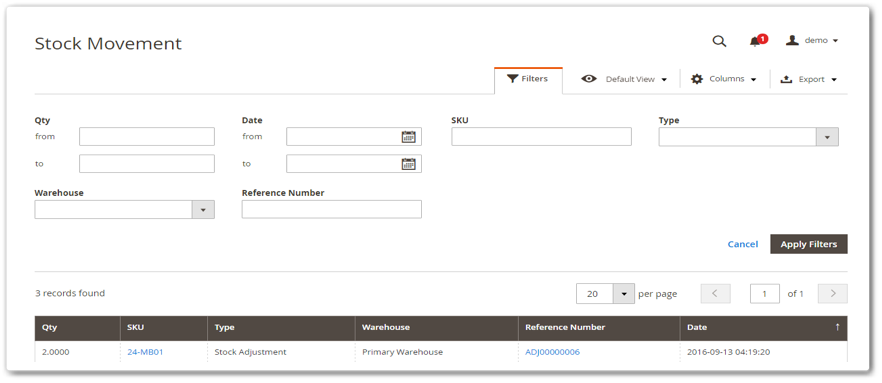 Stock Movement
1
demo
Filters
Default View
Columns
Export
Qty Date SKU Type
from from
to to
Warehouse Reference Number
Cancel Apply Filters
3 records found 20 per page 1 of 1
Qty SKU Type Warehouse Reference Number Date ↑
2.0000 24-MB01 Stock Adjustment Primary Warehouse ADJ00000006 2016-09-13 04:19:20